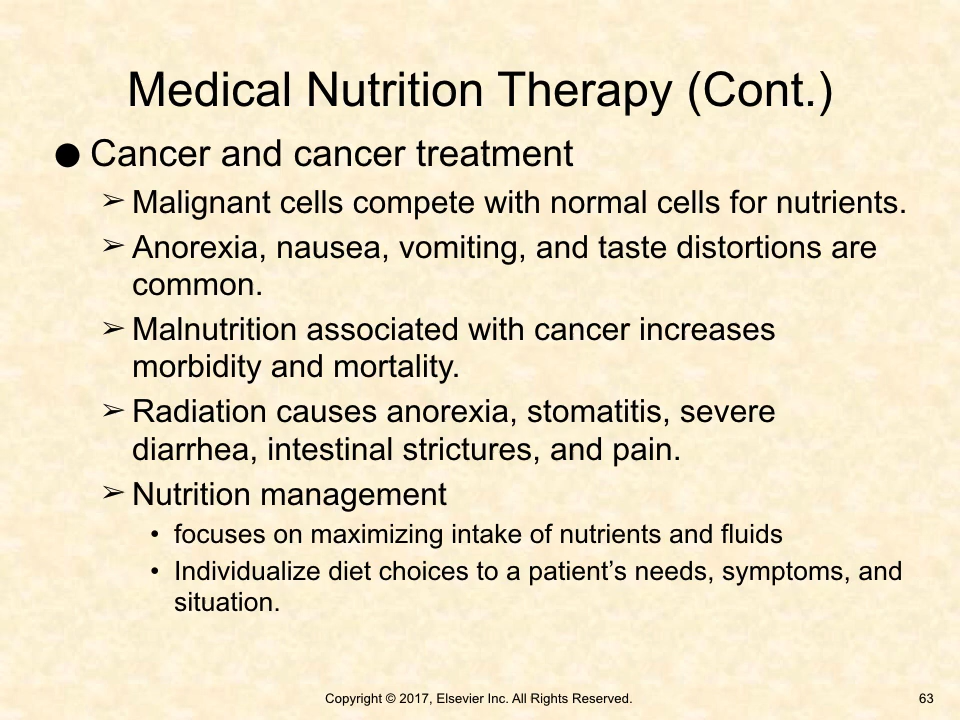 Medical Nutrition Therapy (Cont.)
● Cancer and cancer treatment
➢ Malignant cells compete with normal cells for nutrients.
➢ Anorexia, nausea, vomiting, and taste distortions are
common.
➢ Malnutrition associated with cancer increases
morbidity and mortality.
➢ Radiation causes anorexia, stomatitis, severe
diarrhea, intestinal strictures, and pain.
➢ Nutrition management
• focuses on maximizing intake of nutrients and fluids
• Individualize diet choices to a patient’s needs, symptoms, and
situation.
Copyright © 2017, Elsevier Inc. All Rights Reserved.
63